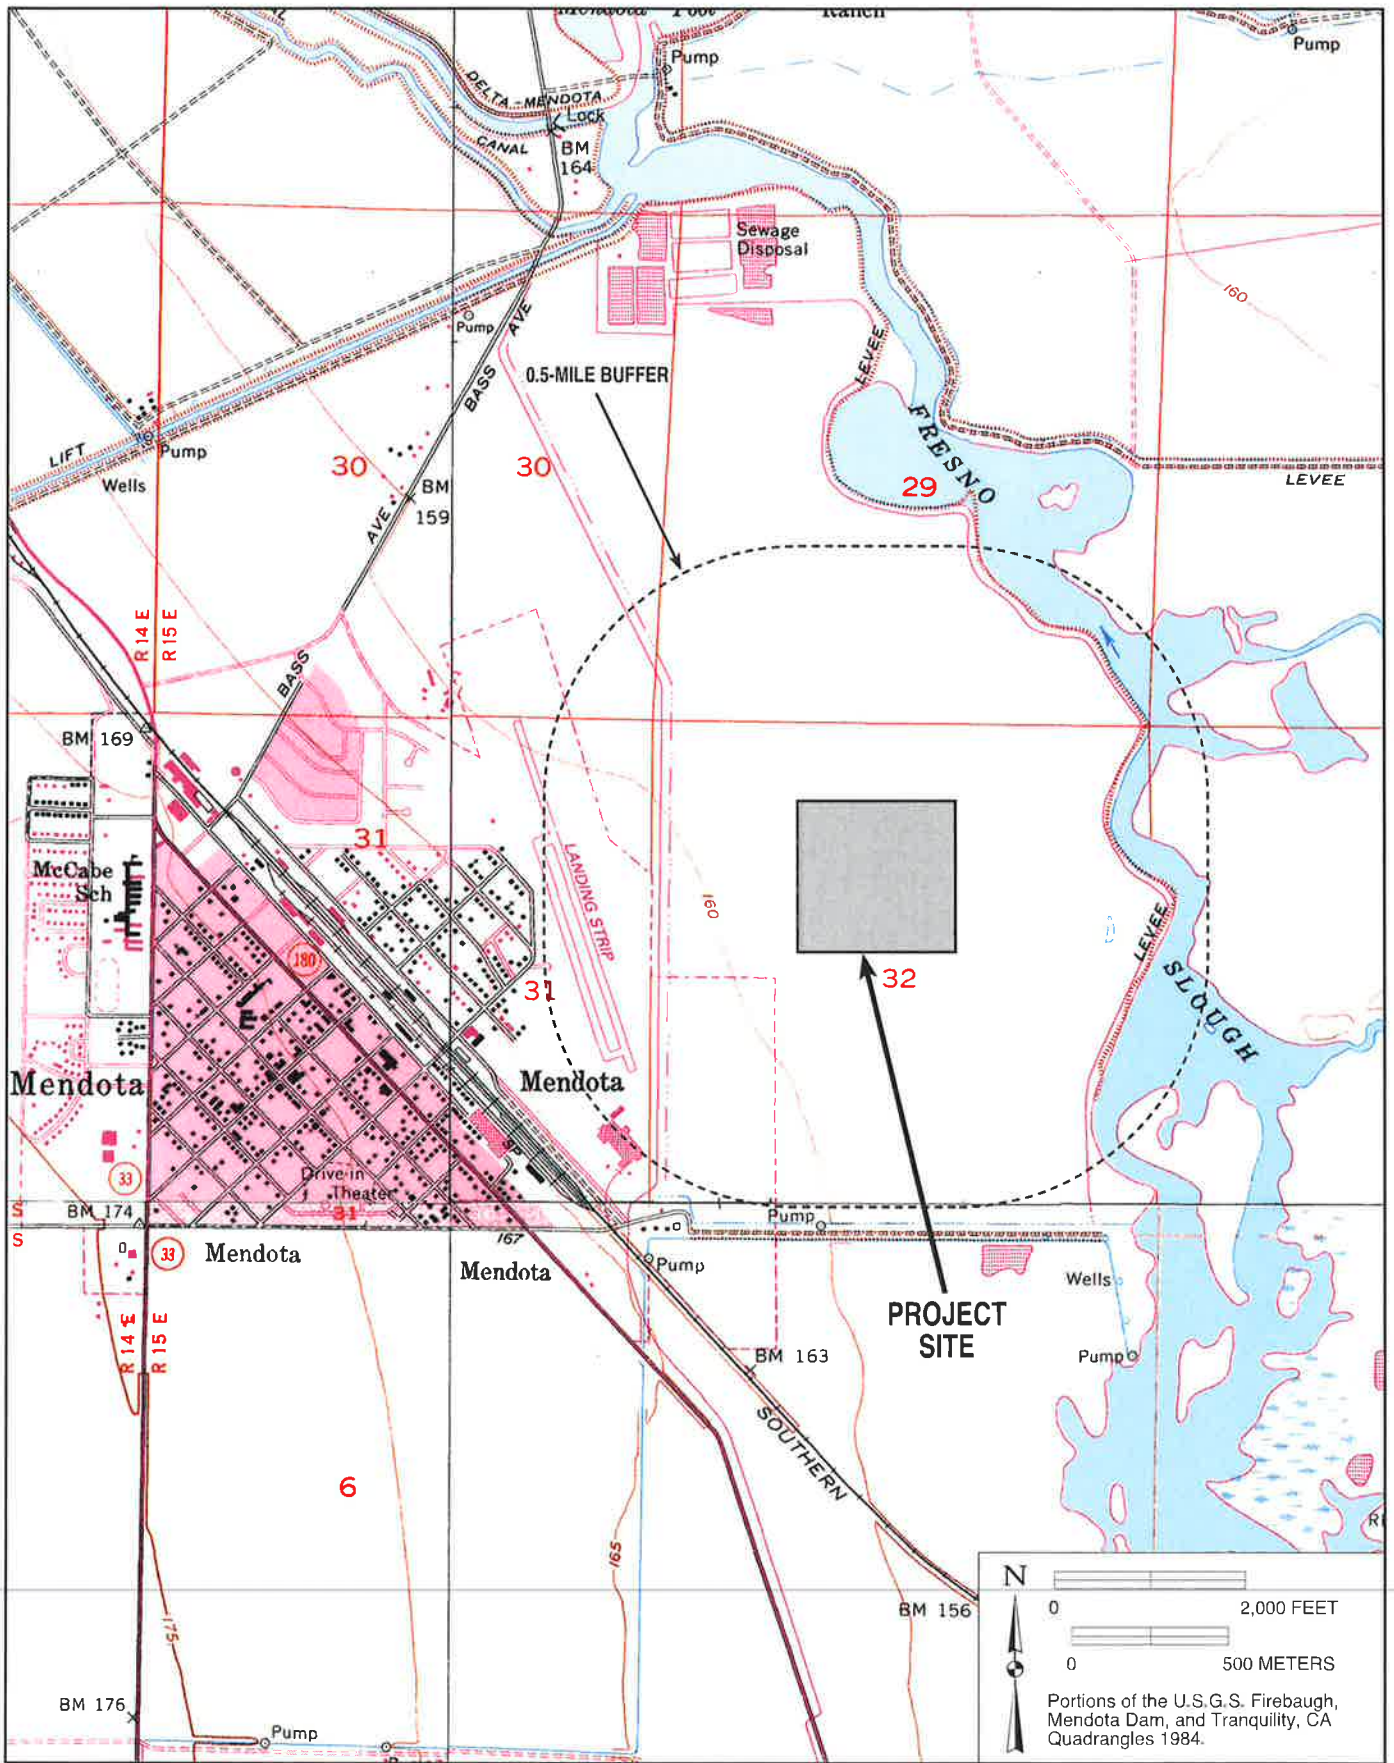 Mendota Pool
Ranch
Pump
Pump
DELTA - MENDOTA
CANAL
Lock
BM
164
Sewage
Disposal
160
Pump
BASS AVE
0.5-MILE BUFFER
LEVEE
FRESNO
LIFT
Pump
Wells
30
30
29
LEVEE
BM
159
AVE
R 14 E
R 15 E
BASS
BM 169
31
McCabe
Sch
LANDING STRIP
160
180
31
32
LEVEE
SLOUGH
Mendota
Mendota
33
Drive-in
Theater
31
S
S
BM 174
33
Mendota
167
Mendota
Pump
Pump
Wells
Pump
PROJECT
SITE
R 14 E
R 15 E
BM 163
SOUTHERN
6
165
175
BM 156
BM 176
Pump
N
0 2,000 FEET
0 500 METERS
Portions of the U.S.G.S. Firebaugh,
Mendota Dam, and Tranquility, CA
Quadrangles 1984.